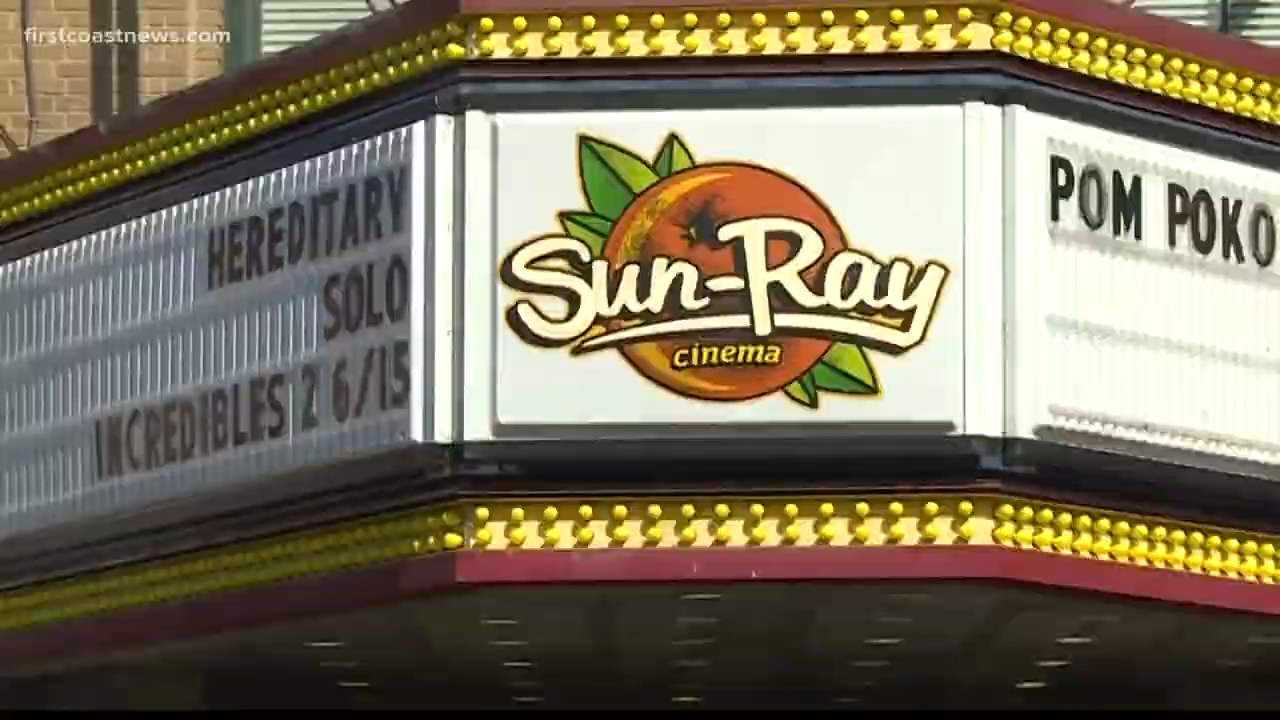 firstcoastnews.com
HEREDITARY
SOLO
INCREDIBLES 2 6/15
Sun-Ray
cinema
POM POKO